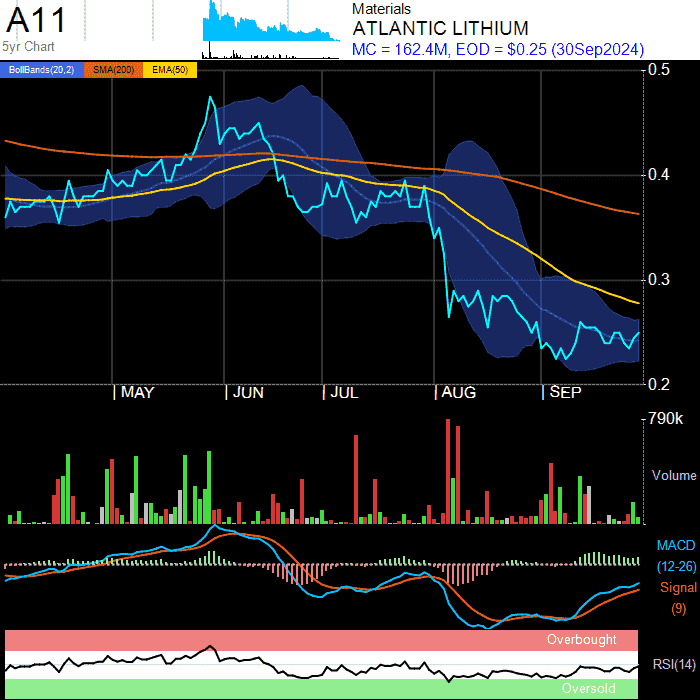 A11
5yr Chart
Materials
ATLANTIC LITHIUM
MC = 162.4M, EOD = $0.25 (30Sep2024)
BollBands(20,2) SMA(200) EMA(50)
0.5
0.4
0.3
0.2
MAY JUN JUL AUG SEP
790k
Volume
MACD
(12-26)
Signal
(9)
Overbought
RSI(14)
Oversold